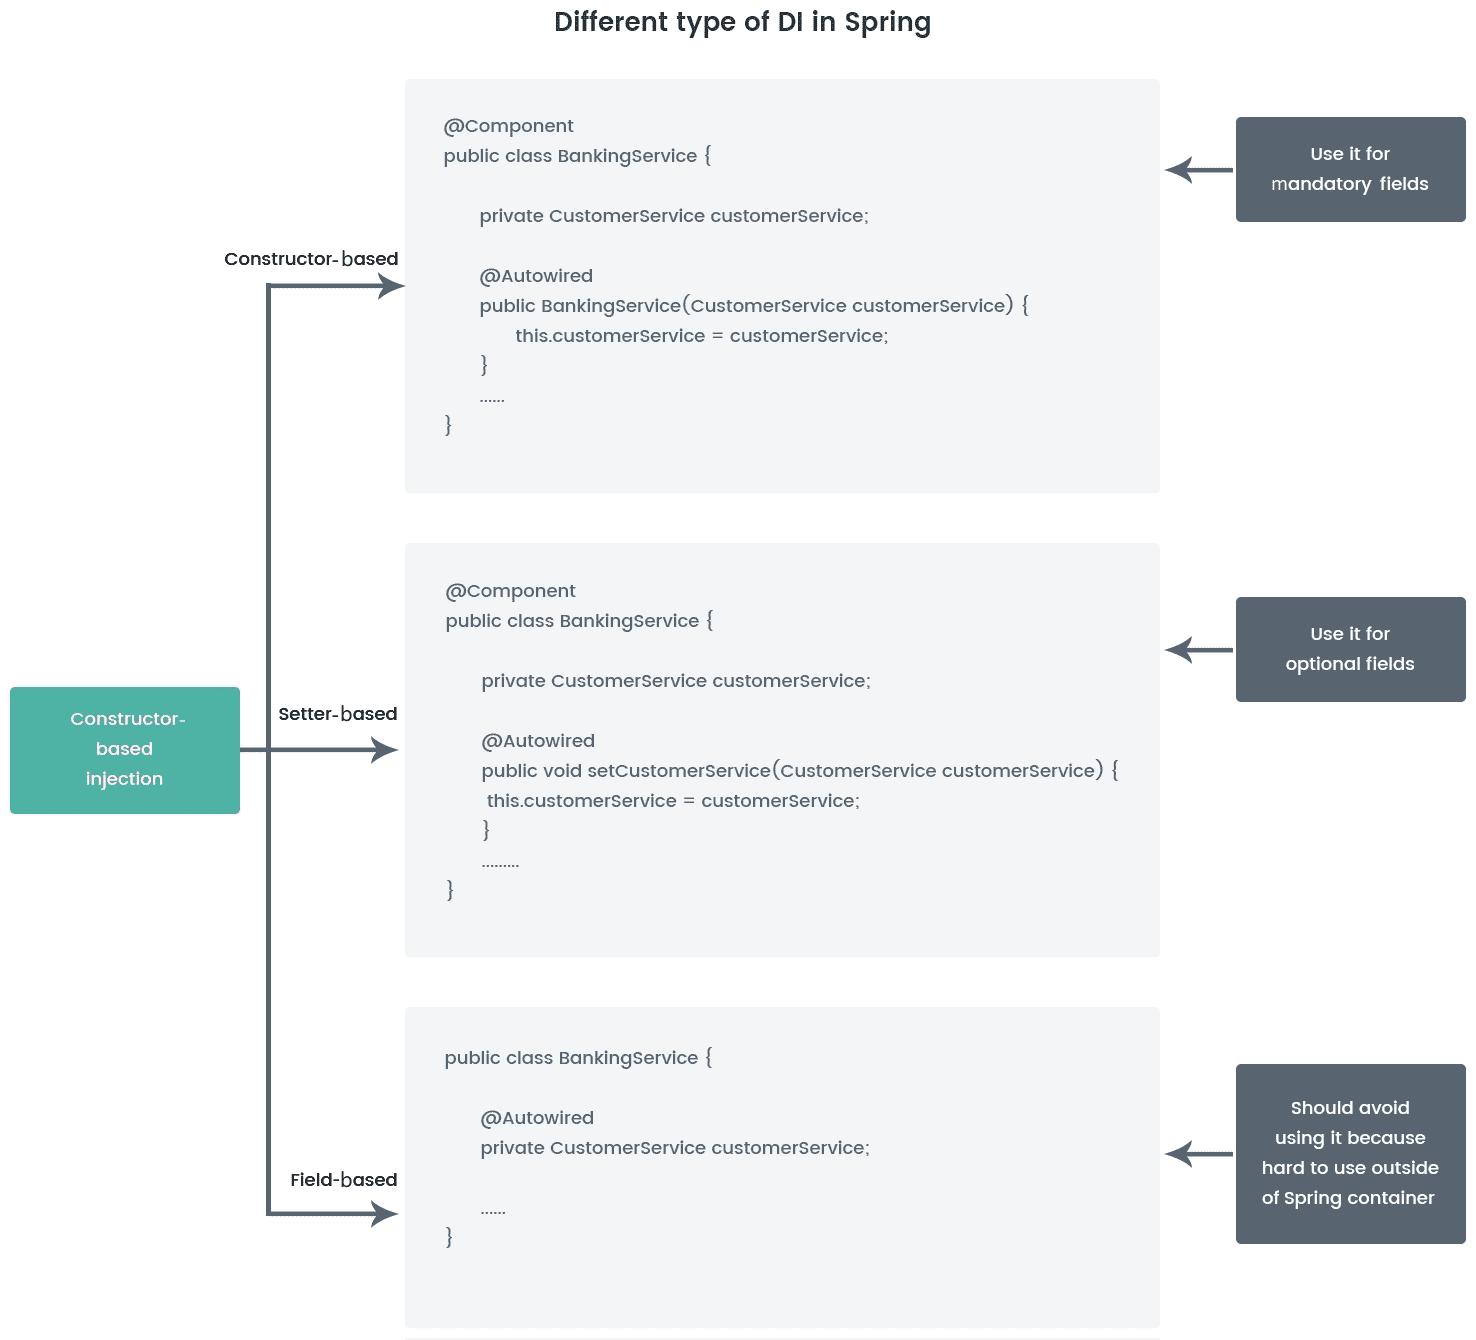 Different type of DI in Spring
@Component
public class BankingService {
private CustomerService customerService;
@Autowired
public BankingService(CustomerService customerService) {
this.customerService = customerService;
}
......
}
Use it for
mandatory fields
Constructor-based
@Component
public class BankingService {
private CustomerService customerService;
@Autowired
public void setCustomerService(CustomerService customerService) {
this.customerService = customerService;
}
.........
}
Use it for
optional fields
Constructor-
based
injection
Setter-based
public class BankingService {
@Autowired
private CustomerService customerService;
......
}
Should avoid
using it because
hard to use outside
of Spring container
Field-based